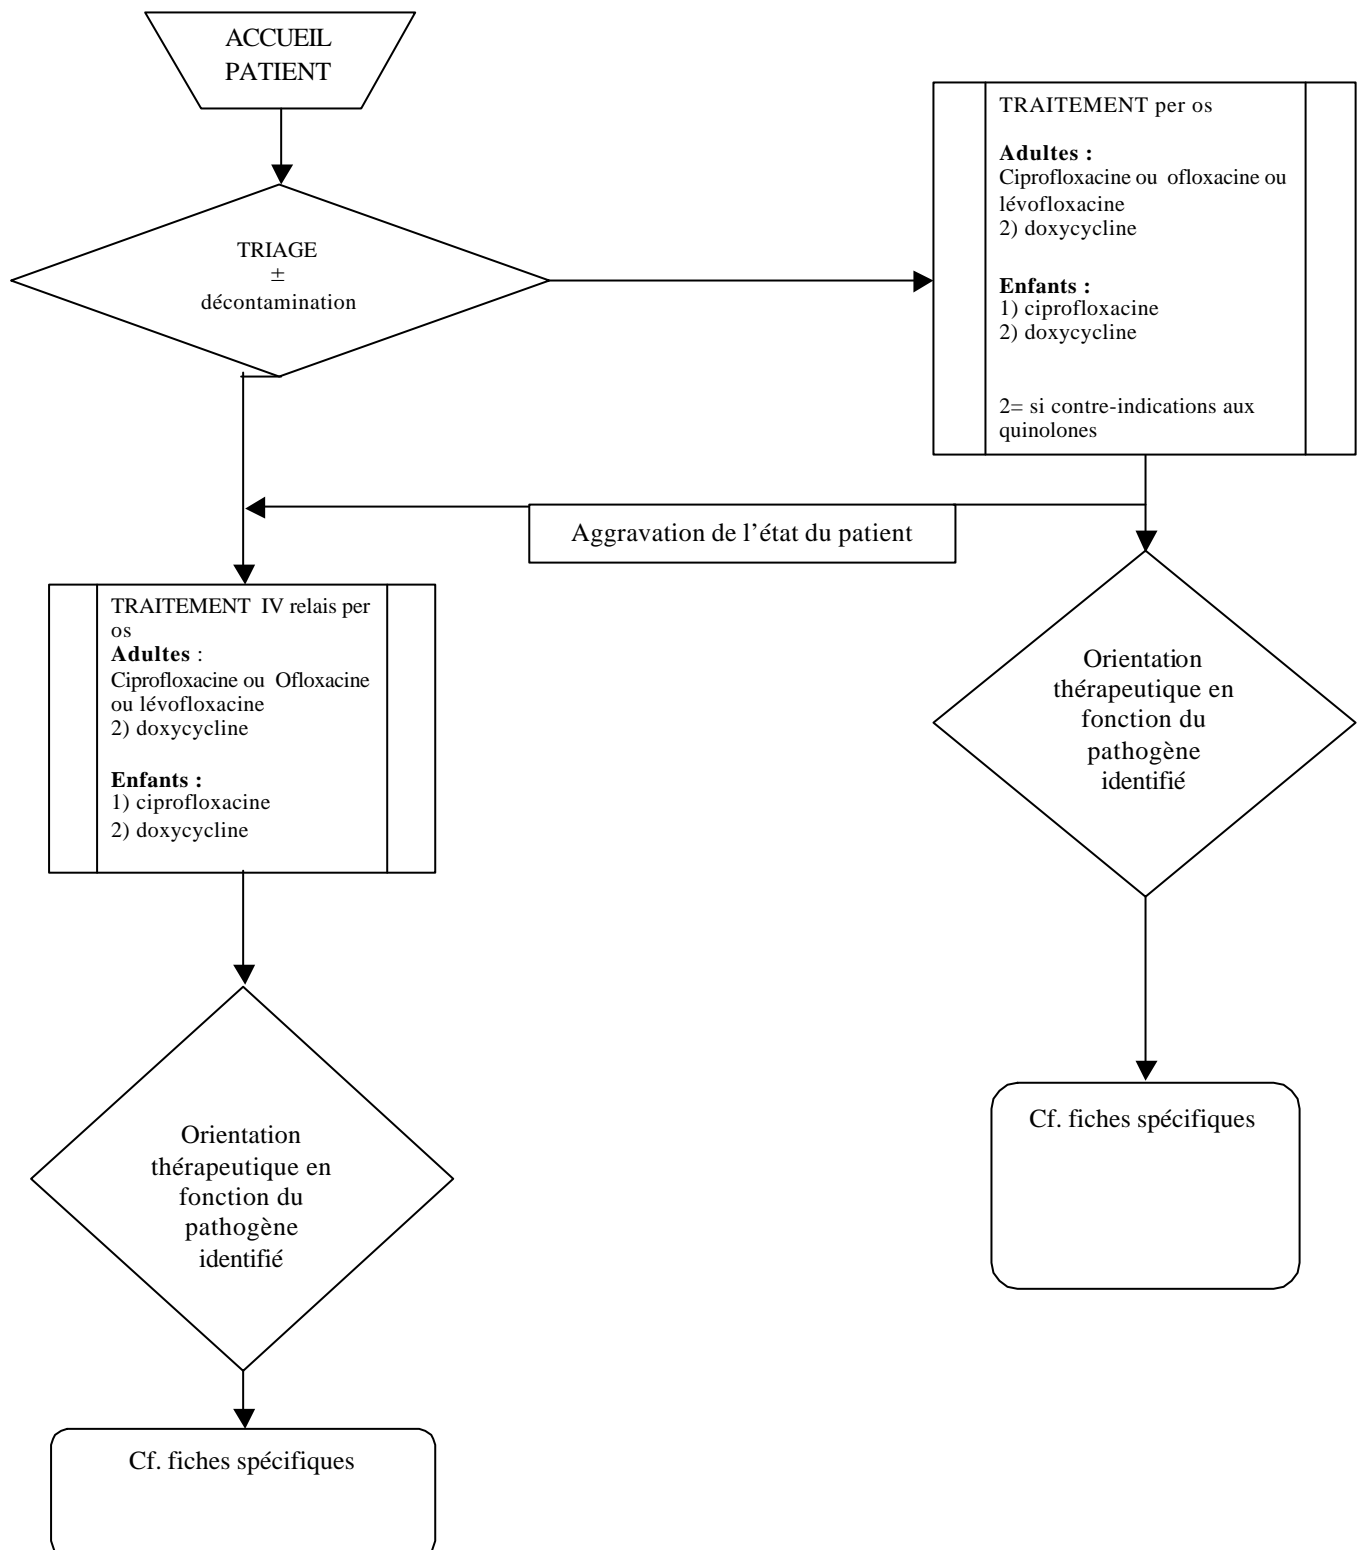 ACCUEIL
PATIENT
TRIAGE
±
décontamination
TRAITEMENT per os
Adultes :
Ciprofloxacine ou ofloxacine ou
lévofloxacine
2) doxycycline
Enfants :
1) ciprofloxacine
2) doxycycline
2= si contre-indications aux
quinolones
Aggravation de l’état du patient
TRAITEMENT IV relais per
os
Adultes :
Ciprofloxacine ou Ofloxacine
ou lévofloxacine
2) doxycycline
Enfants :
1) ciprofloxacine
2) doxycycline
Orientation
thérapeutique en
fonction du
pathogène
identifié
Cf. fiches spécifiques
Orientation
thérapeutique en
fonction du
pathogène
identifié
Cf. fiches spécifiques